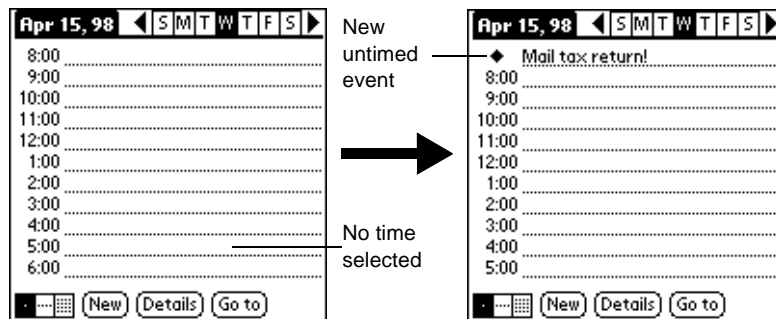 Apr 15, 98 S M T W T F S
8:00
9:00
10:00
11:00
12:00
1:00
2:00
3:00
4:00
5:00
6:00
New Details Go to
New
untimed
event
No time
selected
Apr 15, 98 S M T W T F S
Mail tax return!
8:00
9:00
10:00
11:00
12:00
1:00
2:00
3:00
4:00
5:00
New Details Go to